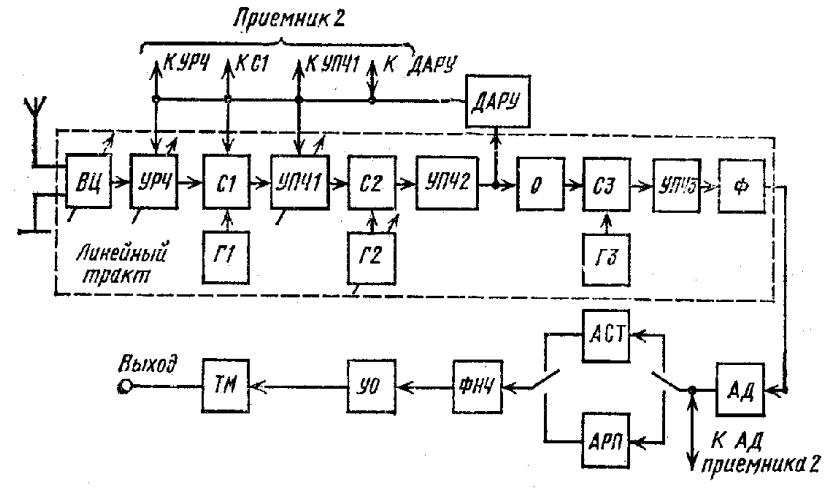 Приемник 2
К УРЧ К С1 К УПЧ1 К ДАРУ
ДАРУ
ВЦ УРЧ С1 УПЧ1 С2 УПЧ2 О С3 УПЧ3 Ф
Г1 Г2 Г3
Линейный
тракт
АСТ
Выход
ТМ УО ФНЧ АД
АРП
К АД
приемника 2